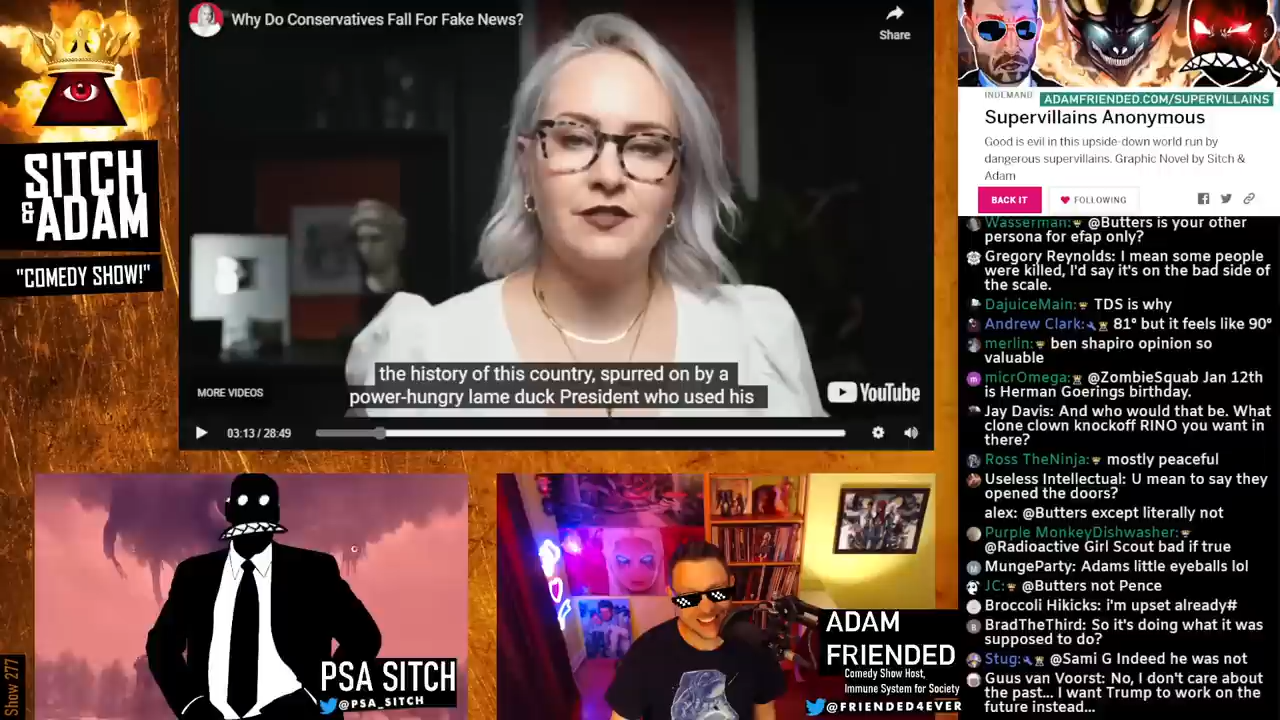 Why Do Conservatives Fall For Fake News?
Share
SITCH
& ADAM
"COMEDY SHOW!"
the history of this country, spurred on by a
power-hungry lame duck President who used his
MORE VIDEOS
YouTube
03:13 / 28:49
Show 277
PSA SITCH
@PSA_SITCH
ADAM
FRIENDED
Comedy Show Host,
Immune System for Society
@FRIENDED4EVER
INDEMAND
ADAMFRIENDED.COM/SUPERVILLAINS
Supervillains Anonymous
Good is evil in this upside-down world run by
dangerous supervillains. Graphic Novel by Sitch &
Adam
BACK IT
FOLLOWING
Wasserman: @Butters is your other
persona for efap only?
Gregory Reynolds: I mean some people
were killed, I'd say it's on the bad side of
the scale.
DajuiceMain: TDS is why
Andrew Clark: 81° but it feels like 90°
merlin: ben shapiro opinion so
valuable
micrOmega: @ZombieSquab Jan 12th
is Herman Goerings birthday.
Jay Davis: And who would that be. What
clone clown knockoff RINO you want in
there?
Ross TheNinja: mostly peaceful
Useless Intellectual: U mean to say they
opened the doors?
alex: @Butters except literally not
Purple MonkeyDishwasher:
@Radioactive Girl Scout bad if true
MungeParty: Adams little eyeballs lol
JC: @Butters not Pence
Broccoli Hikicks: i'm upset already#
BradTheThird: So it's doing what it was
supposed to do?
Stug: @Sami G Indeed he was not
Guus van Voorst: No, I don't care about
the past... I want Trump to work on the
future instead...